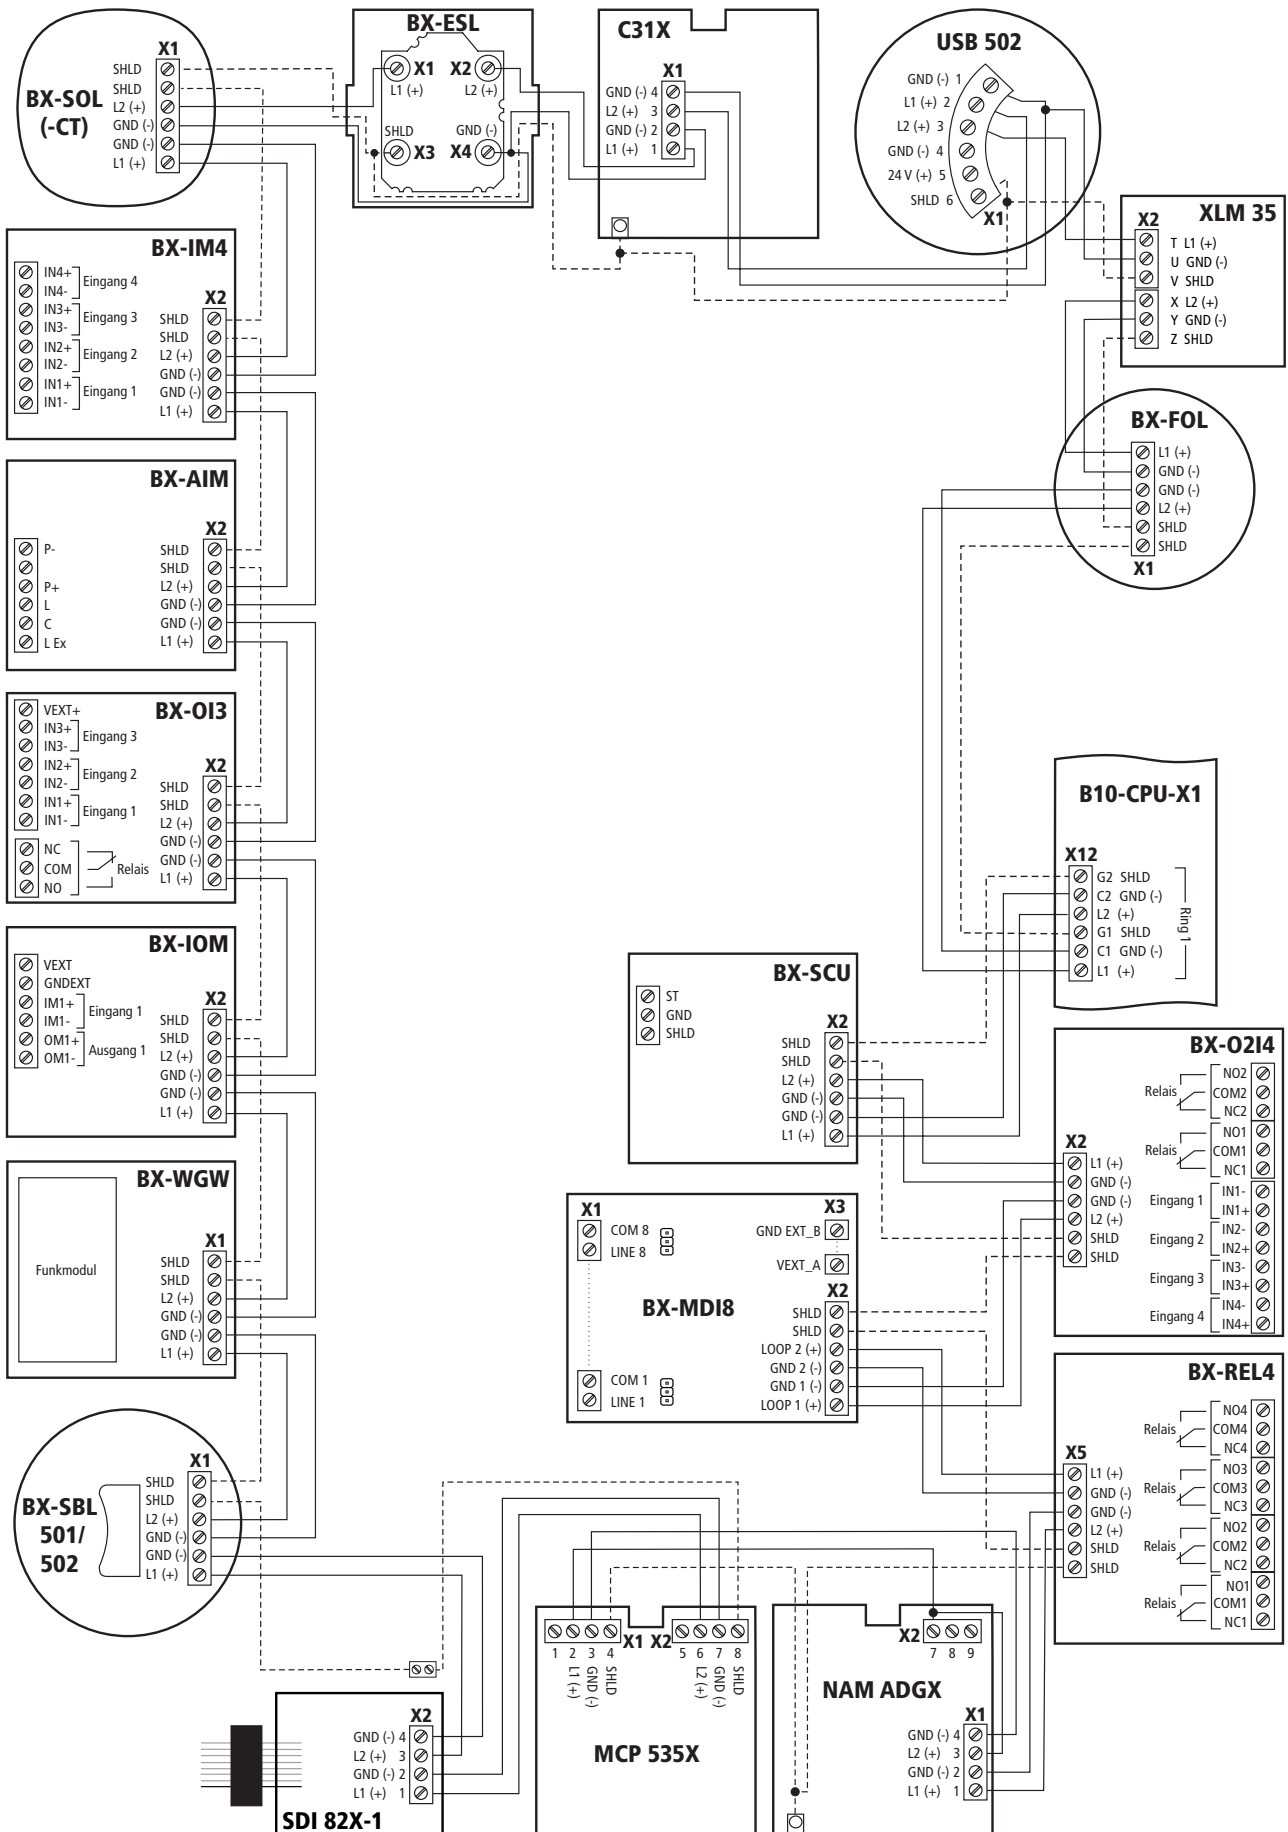 BX-SOL
(-CT)
X1
SHLD
SHLD
L2 (+)
GND (-)
GND (-)
L1 (+)
BX-ESL
X1
L1 (+)
X2
L2 (+)
SHLD
X3
GND (-)
X4
C31X
X1
GND (-) 4
L2 (+) 3
GND (-) 2
L1 (+) 1
USB 502
GND (-) 1
L1 (+) 2
L2 (+) 3
GND (-) 4
24 V (+) 5
SHLD 6
X1
XLM 35
X2
T L1 (+)
U GND (-)
V SHLD
X L2 (+)
Y GND (-)
Z SHLD
BX-IM4
IN4+
IN4-
Eingang 4
IN3+
IN3-
Eingang 3
IN2+
IN2-
Eingang 2
IN1+
IN1-
Eingang 1
X2
SHLD
SHLD
L2 (+)
GND (-)
GND (-)
L1 (+)
BX-FOL
L1 (+)
GND (-)
GND (-)
L2 (+)
SHLD
SHLD
X1
BX-AIM
P-
P+
L
C
L Ex
X2
SHLD
SHLD
L2 (+)
GND (-)
GND (-)
L1 (+)
BX-OI3
VEXT+
IN3+
IN3-
Eingang 3
IN2+
IN2-
Eingang 2
IN1+
IN1-
Eingang 1
NC
COM
NO
Relais
X2
SHLD
SHLD
L2 (+)
GND (-)
GND (-)
L1 (+)
B10-CPU-X1
X12
G2 SHLD
C2 GND (-)
L2 (+)
G1 SHLD
C1 GND (-)
L1 (+)
Ring 1
BX-IOM
VEXT
GNDEXT
IM1+
IM1-
Eingang 1
OM1+
OM1-
Ausgang 1
X2
SHLD
SHLD
L2 (+)
GND (-)
GND (-)
L1 (+)
BX-SCU
ST
GND
SHLD
X2
SHLD
SHLD
L2 (+)
GND (-)
GND (-)
L1 (+)
BX-O2I4
Relais
NO2
COM2
NC2
Relais
NO1
COM1
NC1
Eingang 1
IN1-
IN1+
Eingang 2
IN2-
IN2+
Eingang 3
IN3-
IN3+
Eingang 4
IN4-
IN4+
X2
L1 (+)
GND (-)
GND (-)
L2 (+)
SHLD
SHLD
BX-WGW
Funkmodul
X1
SHLD
SHLD
L2 (+)
GND (-)
GND (-)
L1 (+)
BX-MDI8
X1
COM 8
LINE 8
COM 1
LINE 1
X3
GND EXT_B
VEXT_A
X2
SHLD
SHLD
LOOP 2 (+)
GND 2 (-)
GND 1 (-)
LOOP 1 (+)
BX-REL4
Relais
NO4
COM4
NC4
Relais
NO3
COM3
NC3
Relais
NO2
COM2
NC2
Relais
NO1
COM1
NC1
X5
L1 (+)
GND (-)
GND (-)
L2 (+)
SHLD
SHLD
BX-SBL
501/
502
X1
SHLD
SHLD
L2 (+)
GND (-)
GND (-)
L1 (+)
SDI 82X-1
X2
GND (-) 4
L2 (+) 3
GND (-) 2
L1 (+) 1
MCP 535X
X1
1 2 3 4
L1 (+)
GND (-)
SHLD
X2
5 6 7 8
L2 (+)
GND (-)
SHLD
NAM ADGX
X2
7 8 9
X1
GND (-) 4
L2 (+) 3
GND (-) 2
L1 (+) 1